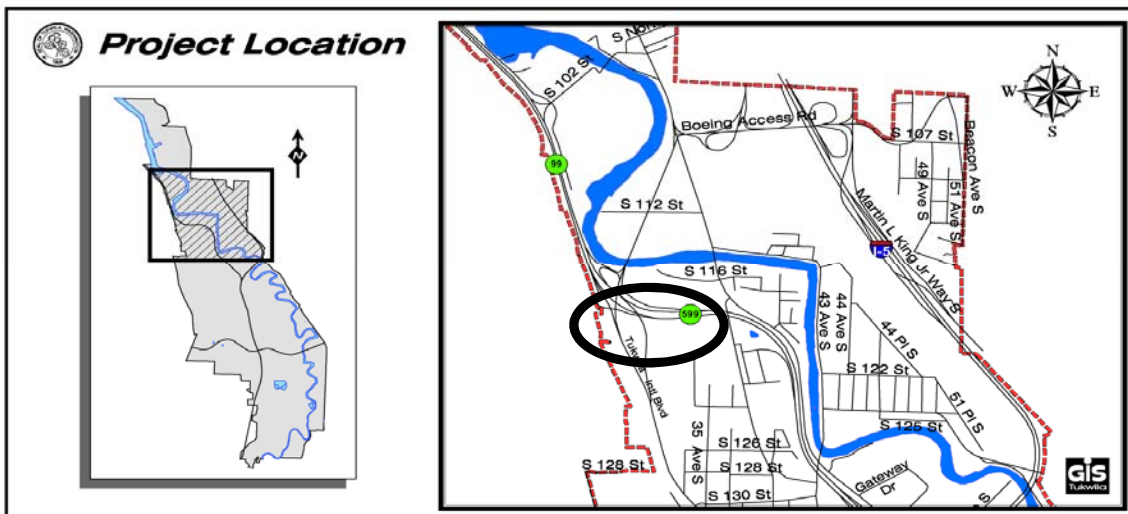 Project Location
N
S Nor
S 102 St
N
W
E
S
Boeing Access Rd
S 107 St
Beacon Ave S
99
49 Ave S
51 Ave S
S 112 St
Martin L King Jr Way S
I-5
S 116 St
43 Ave S
44 Ave S
599
44 Pl S
Tukwila Intl Blvd
S 122 St
51 Pl S
35 Ave S
S 125 St
S 126 St
S 128 St
S 128 St
Gateway
Dr
S 130 St
S
GIS
Tukwila